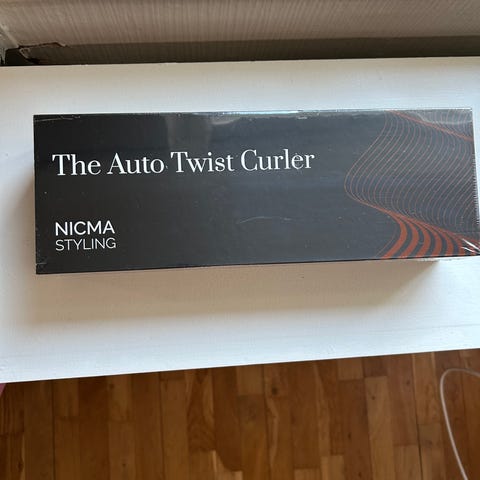 The Auto Twist Curler
NICMA
STYLING